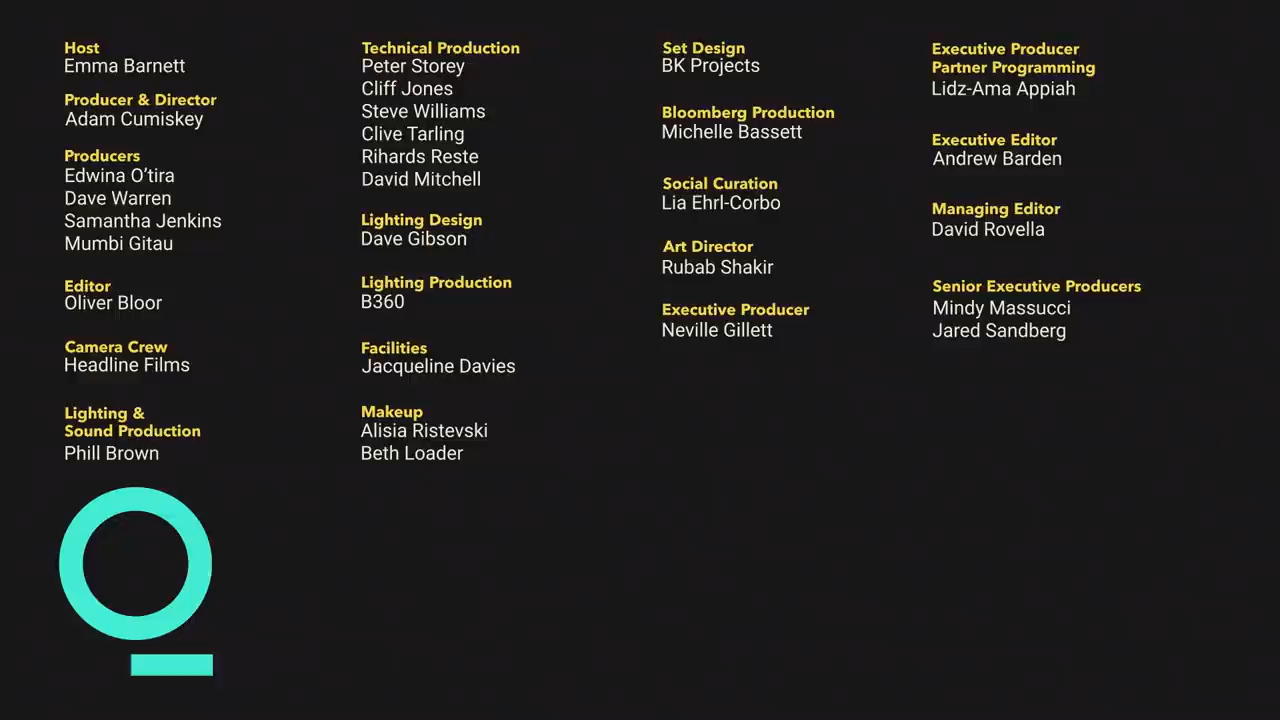 Host
Emma Barnett
Producer & Director
Adam Cumiskey
Producers
Edwina O’tira
Dave Warren
Samantha Jenkins
Mumbi Gitau
Editor
Oliver Bloor
Camera Crew
Headline Films
Lighting &
Sound Production
Phill Brown
Technical Production
Peter Storey
Cliff Jones
Steve Williams
Clive Tarling
Rihards Reste
David Mitchell
Lighting Design
Dave Gibson
Lighting Production
B360
Facilities
Jacqueline Davies
Makeup
Alisia Ristevski
Beth Loader
Set Design
BK Projects
Bloomberg Production
Michelle Bassett
Social Curation
Lia Ehrl-Corbo
Art Director
Rubab Shakir
Executive Producer
Neville Gillett
Executive Producer
Partner Programming
Lidz-Ama Appiah
Executive Editor
Andrew Barden
Managing Editor
David Rovella
Senior Executive Producers
Mindy Massucci
Jared Sandberg